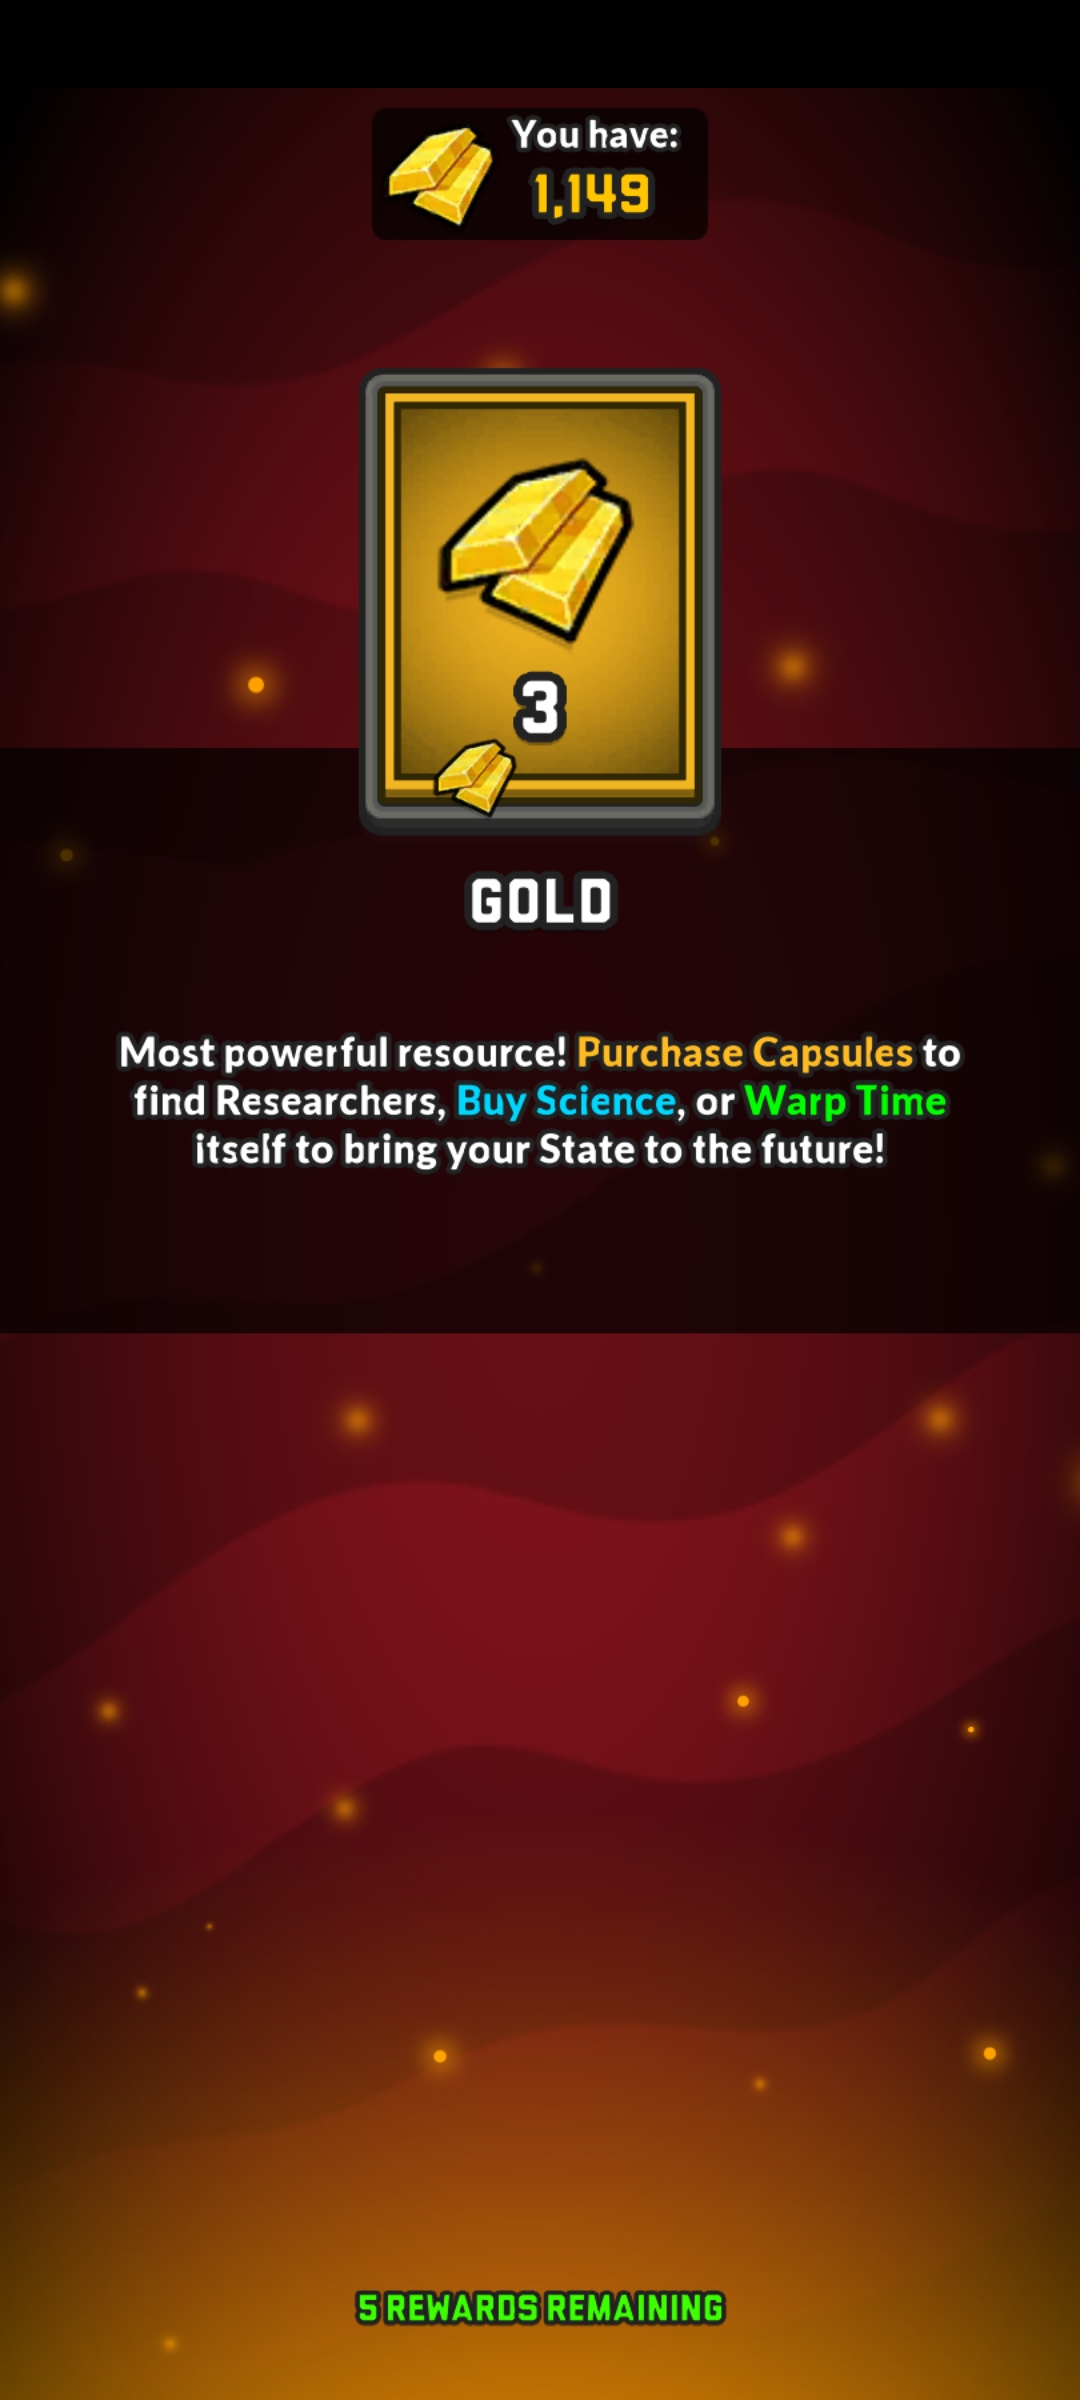 You have:
1,149
3
GOLD
Most powerful resource! Purchase Capsules to
find Researchers, Buy Science, or Warp Time
itself to bring your State to the future!
5 REWARDS REMAINING